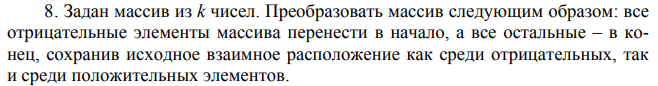 8. Задан массив из k чисел. Преобразовать массив следующим образом: все
отрицательные элементы массива перенести в начало, а все остальные – в ко-
нец, сохранив исходное взаимное расположение как среди отрицательных, так
и среди положительных элементов.